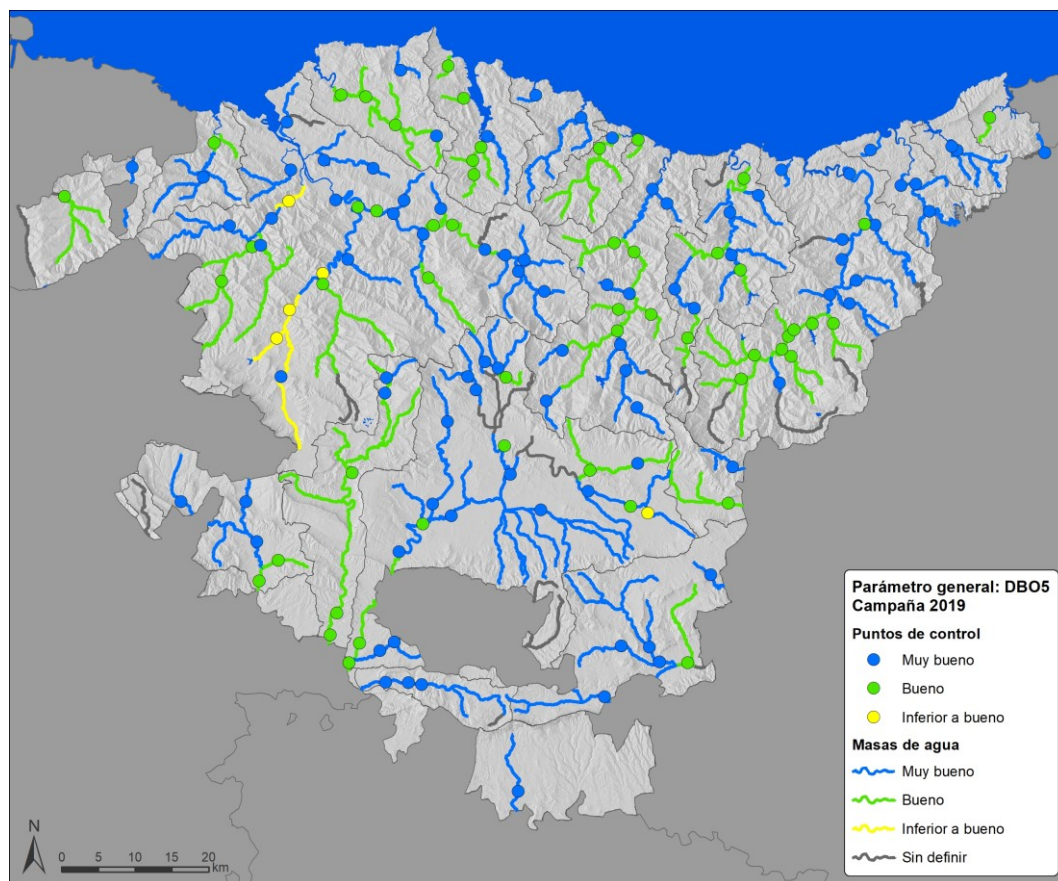 Parámetro general: DBO5
Campaña 2019
Puntos de control
Muy bueno
Bueno
Inferior a bueno
Masas de agua
Muy bueno
Bueno
Inferior a bueno
Sin definir
N
0 5 10 15 20
km